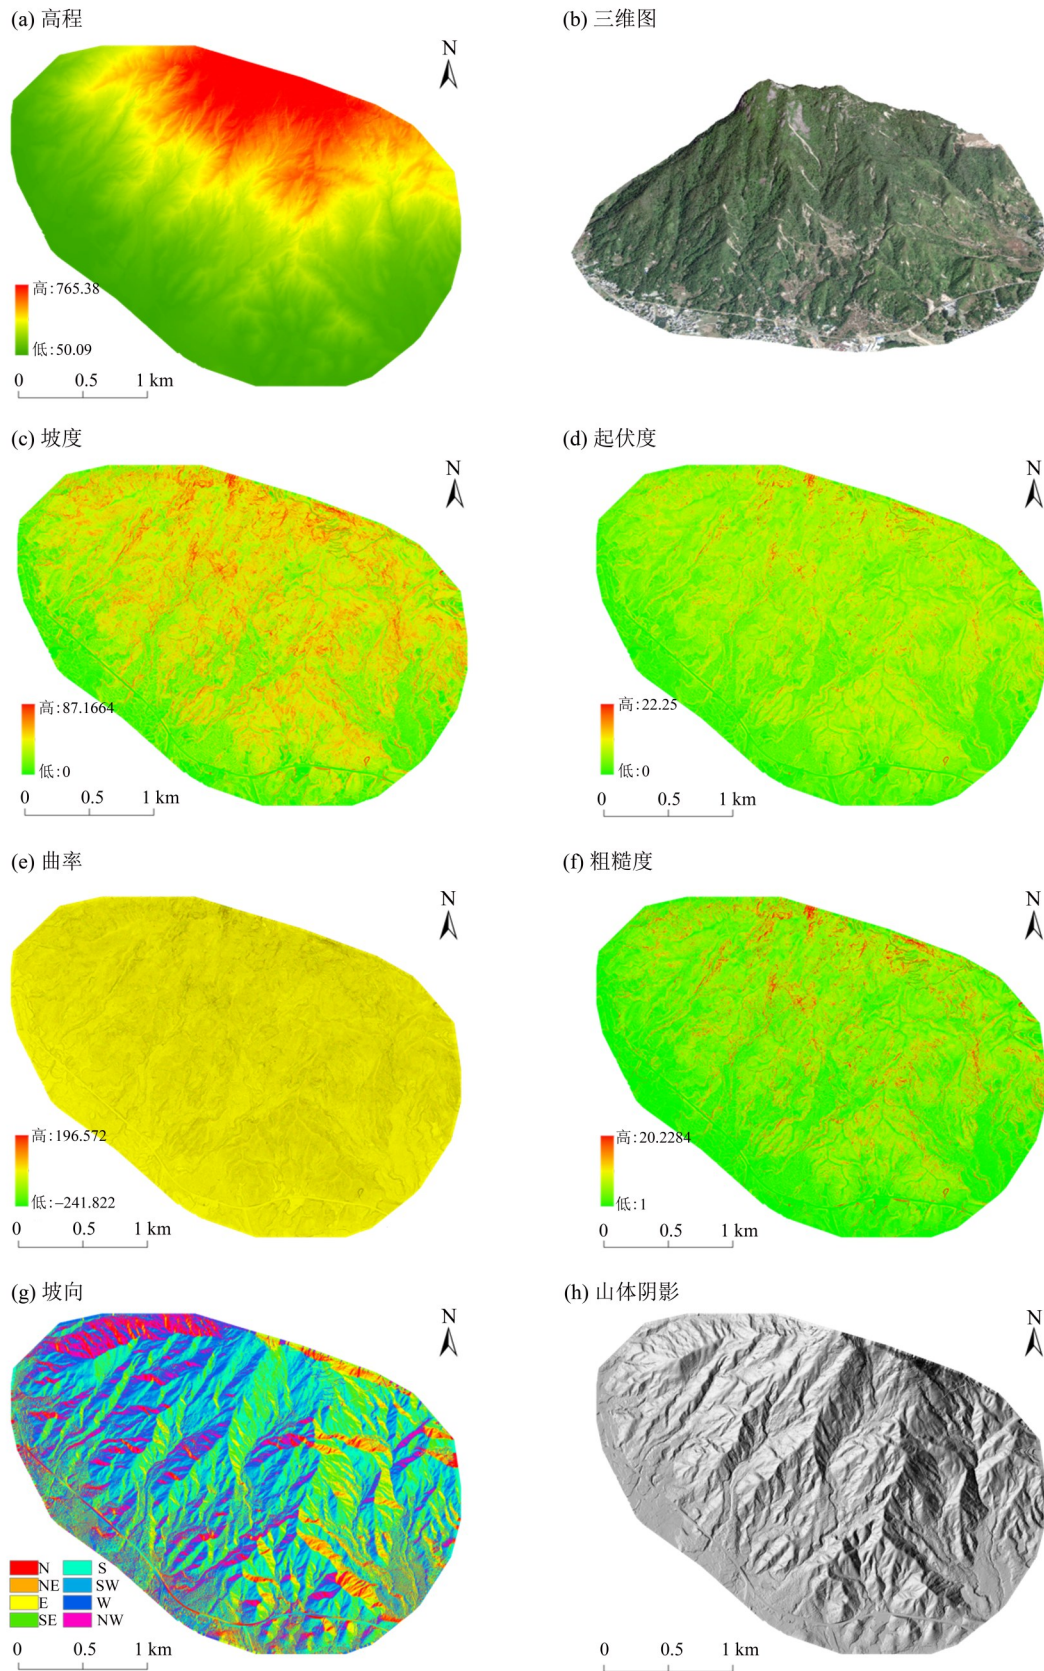 (a) 高程
(b) 三维图
N
高:765.38
低:50.09
0 0.5 1 km
(c) 坡度
(d) 起伏度
N
高:87.1664
低:0
0 0.5 1 km
N
高:22.25
低:0
0 0.5 1 km
(e) 曲率
(f) 粗糙度
N
高:196.572
低:−241.822
0 0.5 1 km
N
高:20.2284
低:1
0 0.5 1 km
(g) 坡向
(h) 山体阴影
N
N S
NE SW
E W
SE NW
0 0.5 1 km
N
0 0.5 1 km